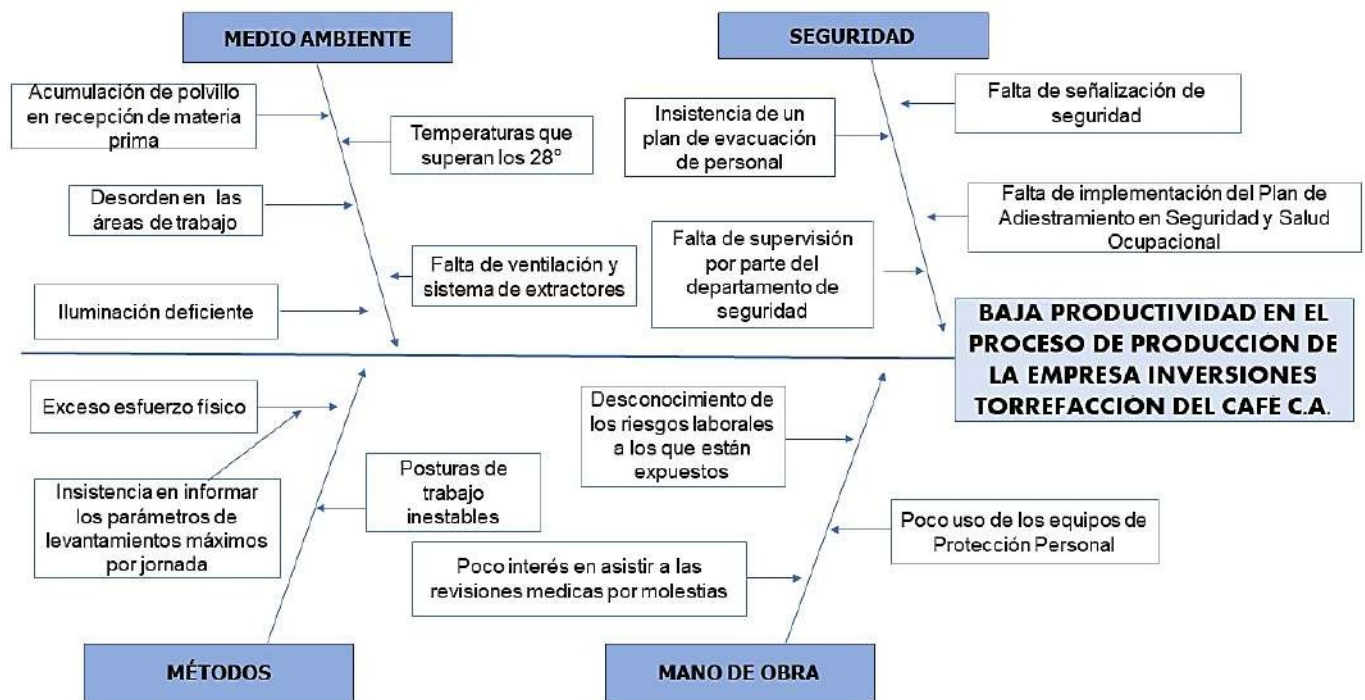 MEDIO AMBIENTE
Acumulación de polvillo
en recepción de materia
prima
Temperaturas que
superan los 28°
Desorden en las
áreas de trabajo
Falta de ventilación y
sistema de extractores
Iluminación deficiente
SEGURIDAD
Falta de señalización de
seguridad
Insistencia de un
plan de evacuación
de personal
Falta de implementación del Plan de
Adiestramiento en Seguridad y Salud
Ocupacional
Falta de supervisión
por parte del
departamento de
seguridad
BAJA PRODUCTIVIDAD EN EL
PROCESO DE PRODUCCIÓN DE
LA EMPRESA INVERSIONES
TORREFACCIÓN DEL CAFÉ C.A.
Exceso esfuerzo físico
Insistencia en informar
los parámetros de
levantamientos máximos
por jornada
Posturas de
trabajo
inestables
MÉTODOS
Desconocimiento de
los riesgos laborales
a los que están
expuestos
Poco uso de los equipos de
Protección Personal
Poco interés en asistir a las
revisiones medicas por molestias
MANO DE OBRA